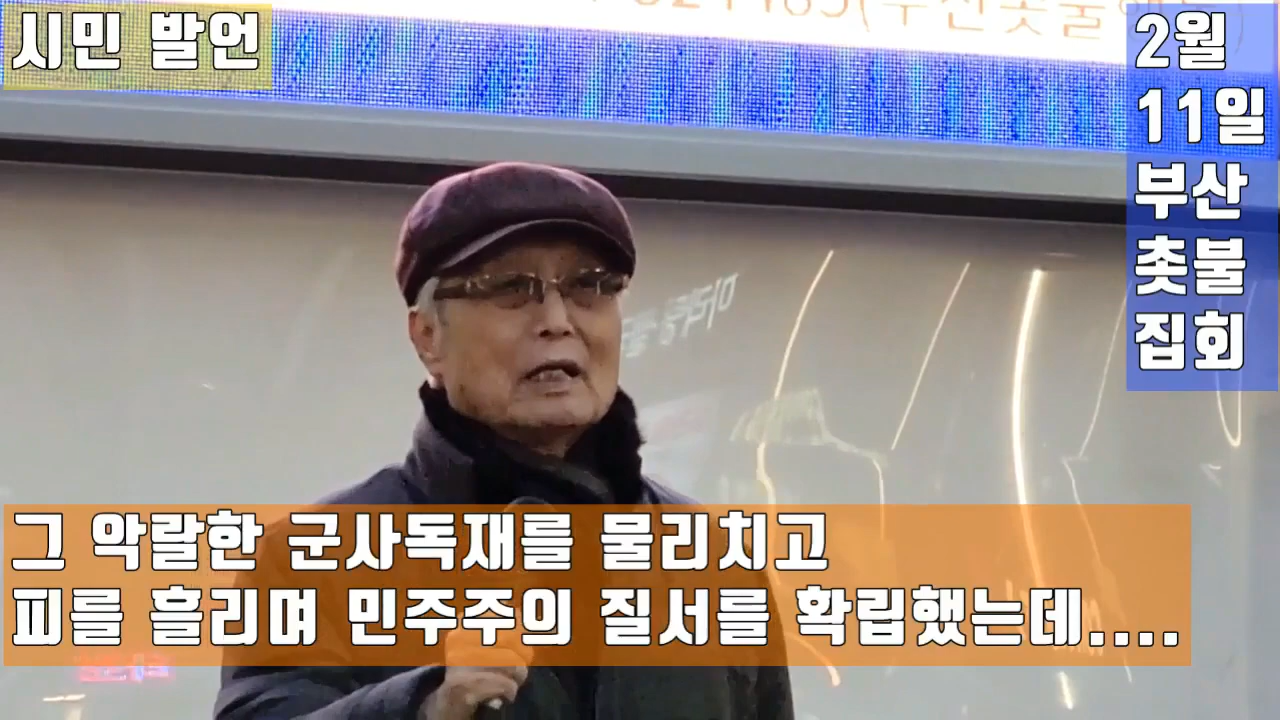 시민 발언
2월
11일
부산
촛불
집회
그 악랄한 군사독재를 물리치고
피를 흘리며 민주주의 질서를 확립했는데....